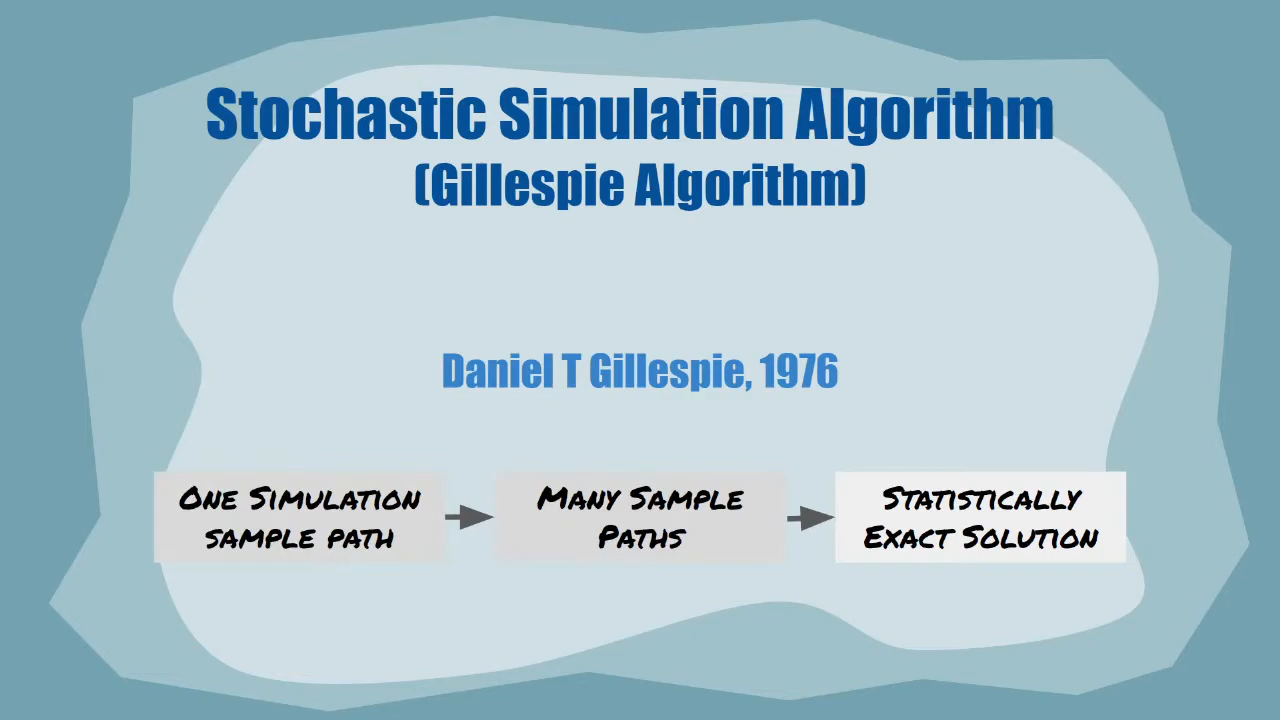 Stochastic Simulation Algorithm
(Gillespie Algorithm)
Daniel T Gillespie, 1976
One Simulation
sample path
Many Sample
Paths
Statistically
Exact Solution